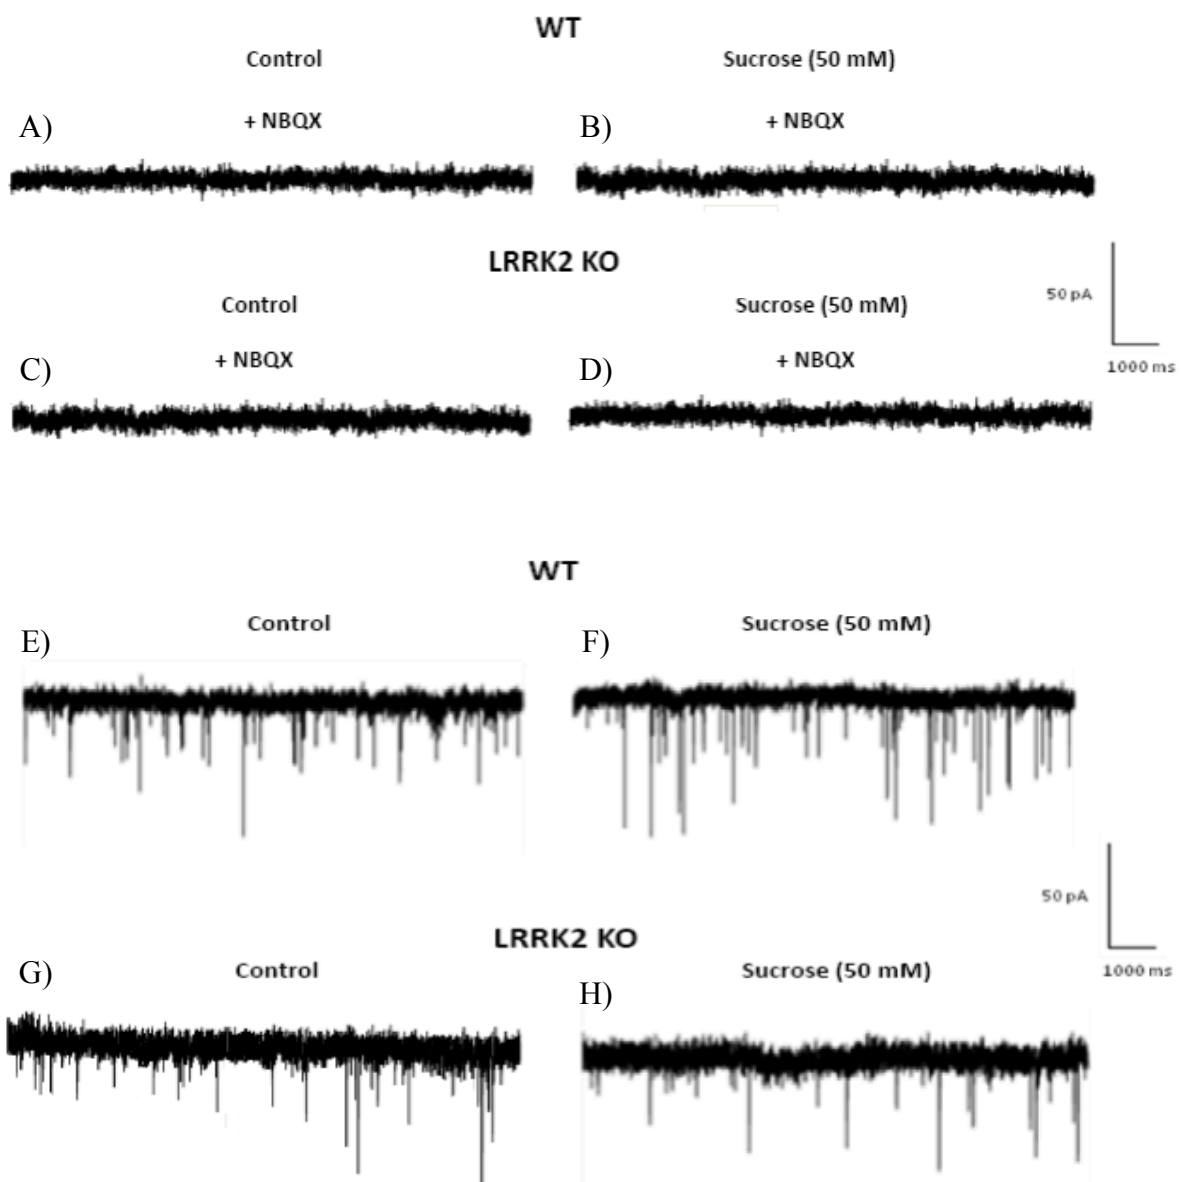 WT
Control
Sucrose (50 mM)
A)
+ NBQX
B)
+ NBQX
LRRK2 KO
Control
Sucrose (50 mM)
50 pA
1000 ms
C)
+ NBQX
D)
+ NBQX
WT
E)
Control
F)
Sucrose (50 mM)
50 pA
1000 ms
LRRK2 KO
G)
Control
H)
Sucrose (50 mM)